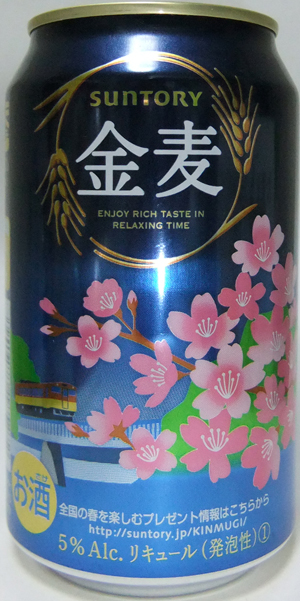 SUNTORY
金麦
ENJOY RICH TASTE IN
RELAXING TIME
お酒
全国の春を楽しむプレゼント情報はこちらから
http://suntory.jp/KINMUGI/
5% Alc. リキュール(発泡性)①